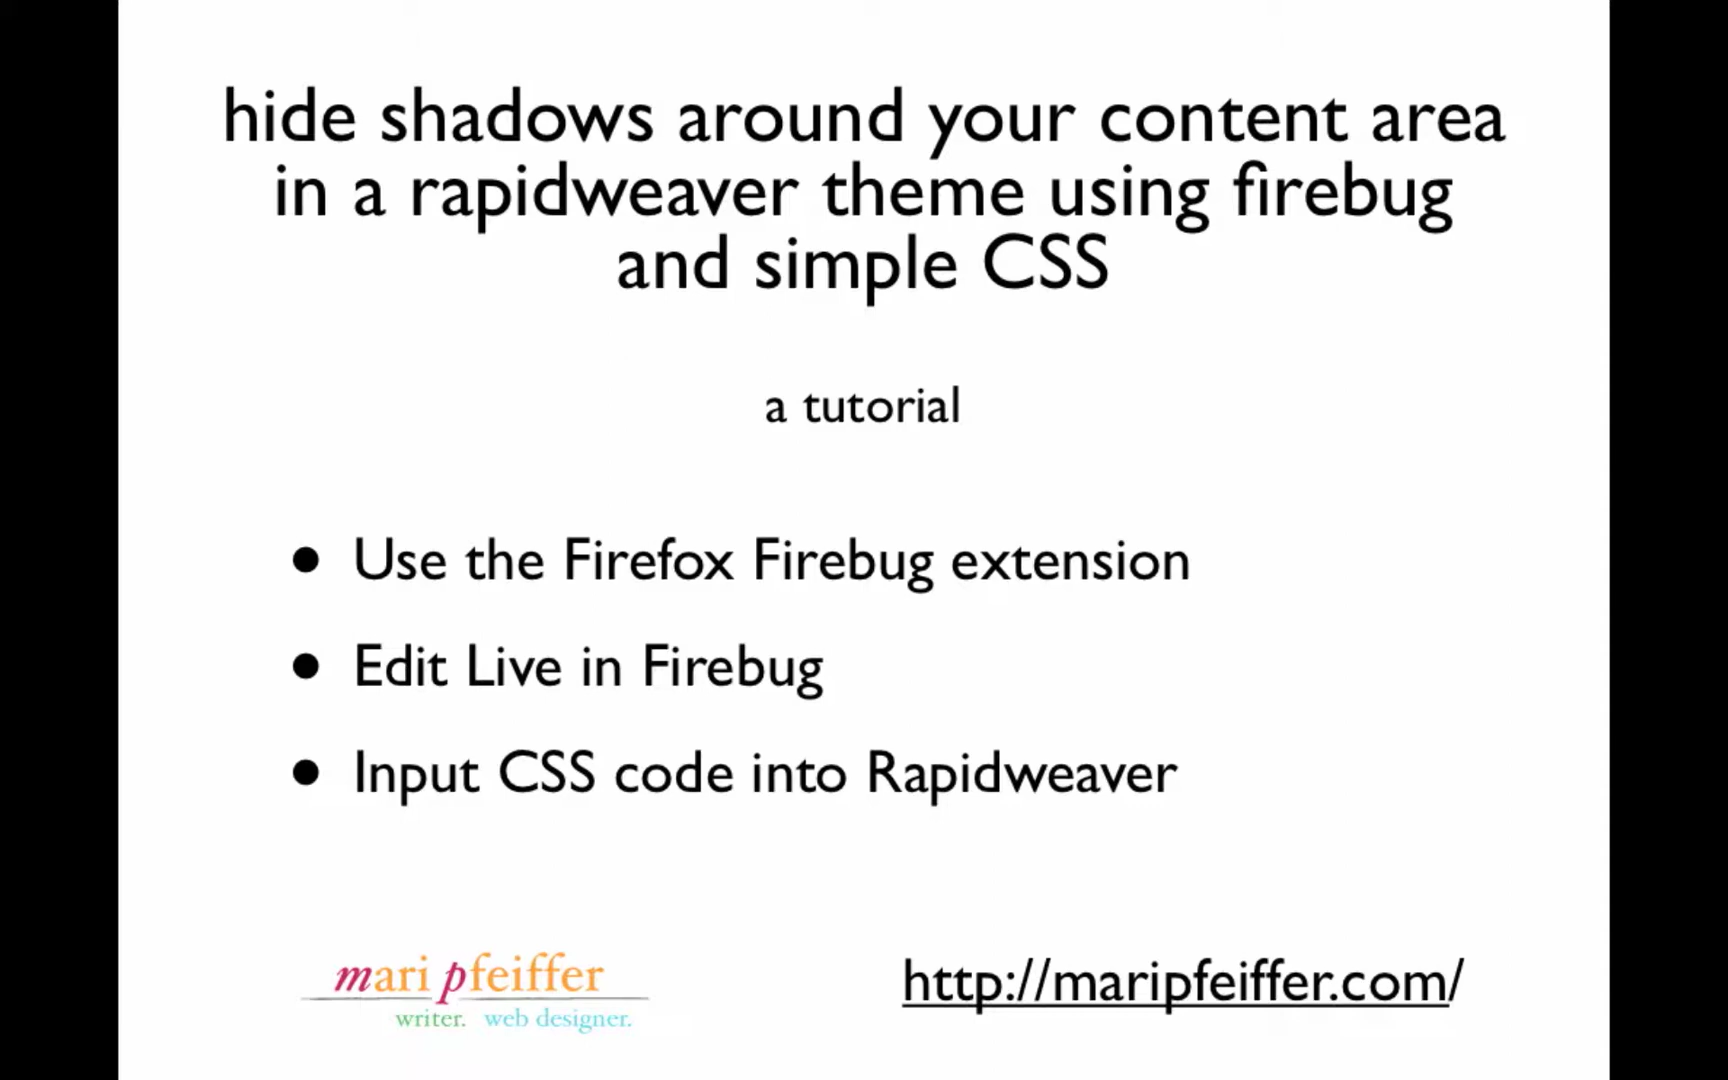 hide shadows around your content area
in a rapidweaver theme using firebug
and simple CSS
a tutorial
• Use the Firefox Firebug extension
• Edit Live in Firebug
• Input CSS code into Rapidweaver
mari pfeiffer
writer. web designer.
http://maripfeiffer.com/